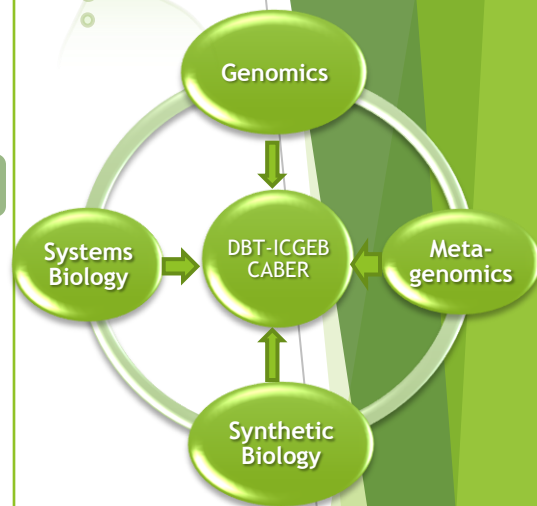 Genomics
Systems
Biology
DBT-ICGEB
CABER
Meta-
genomics
Synthetic
Biology